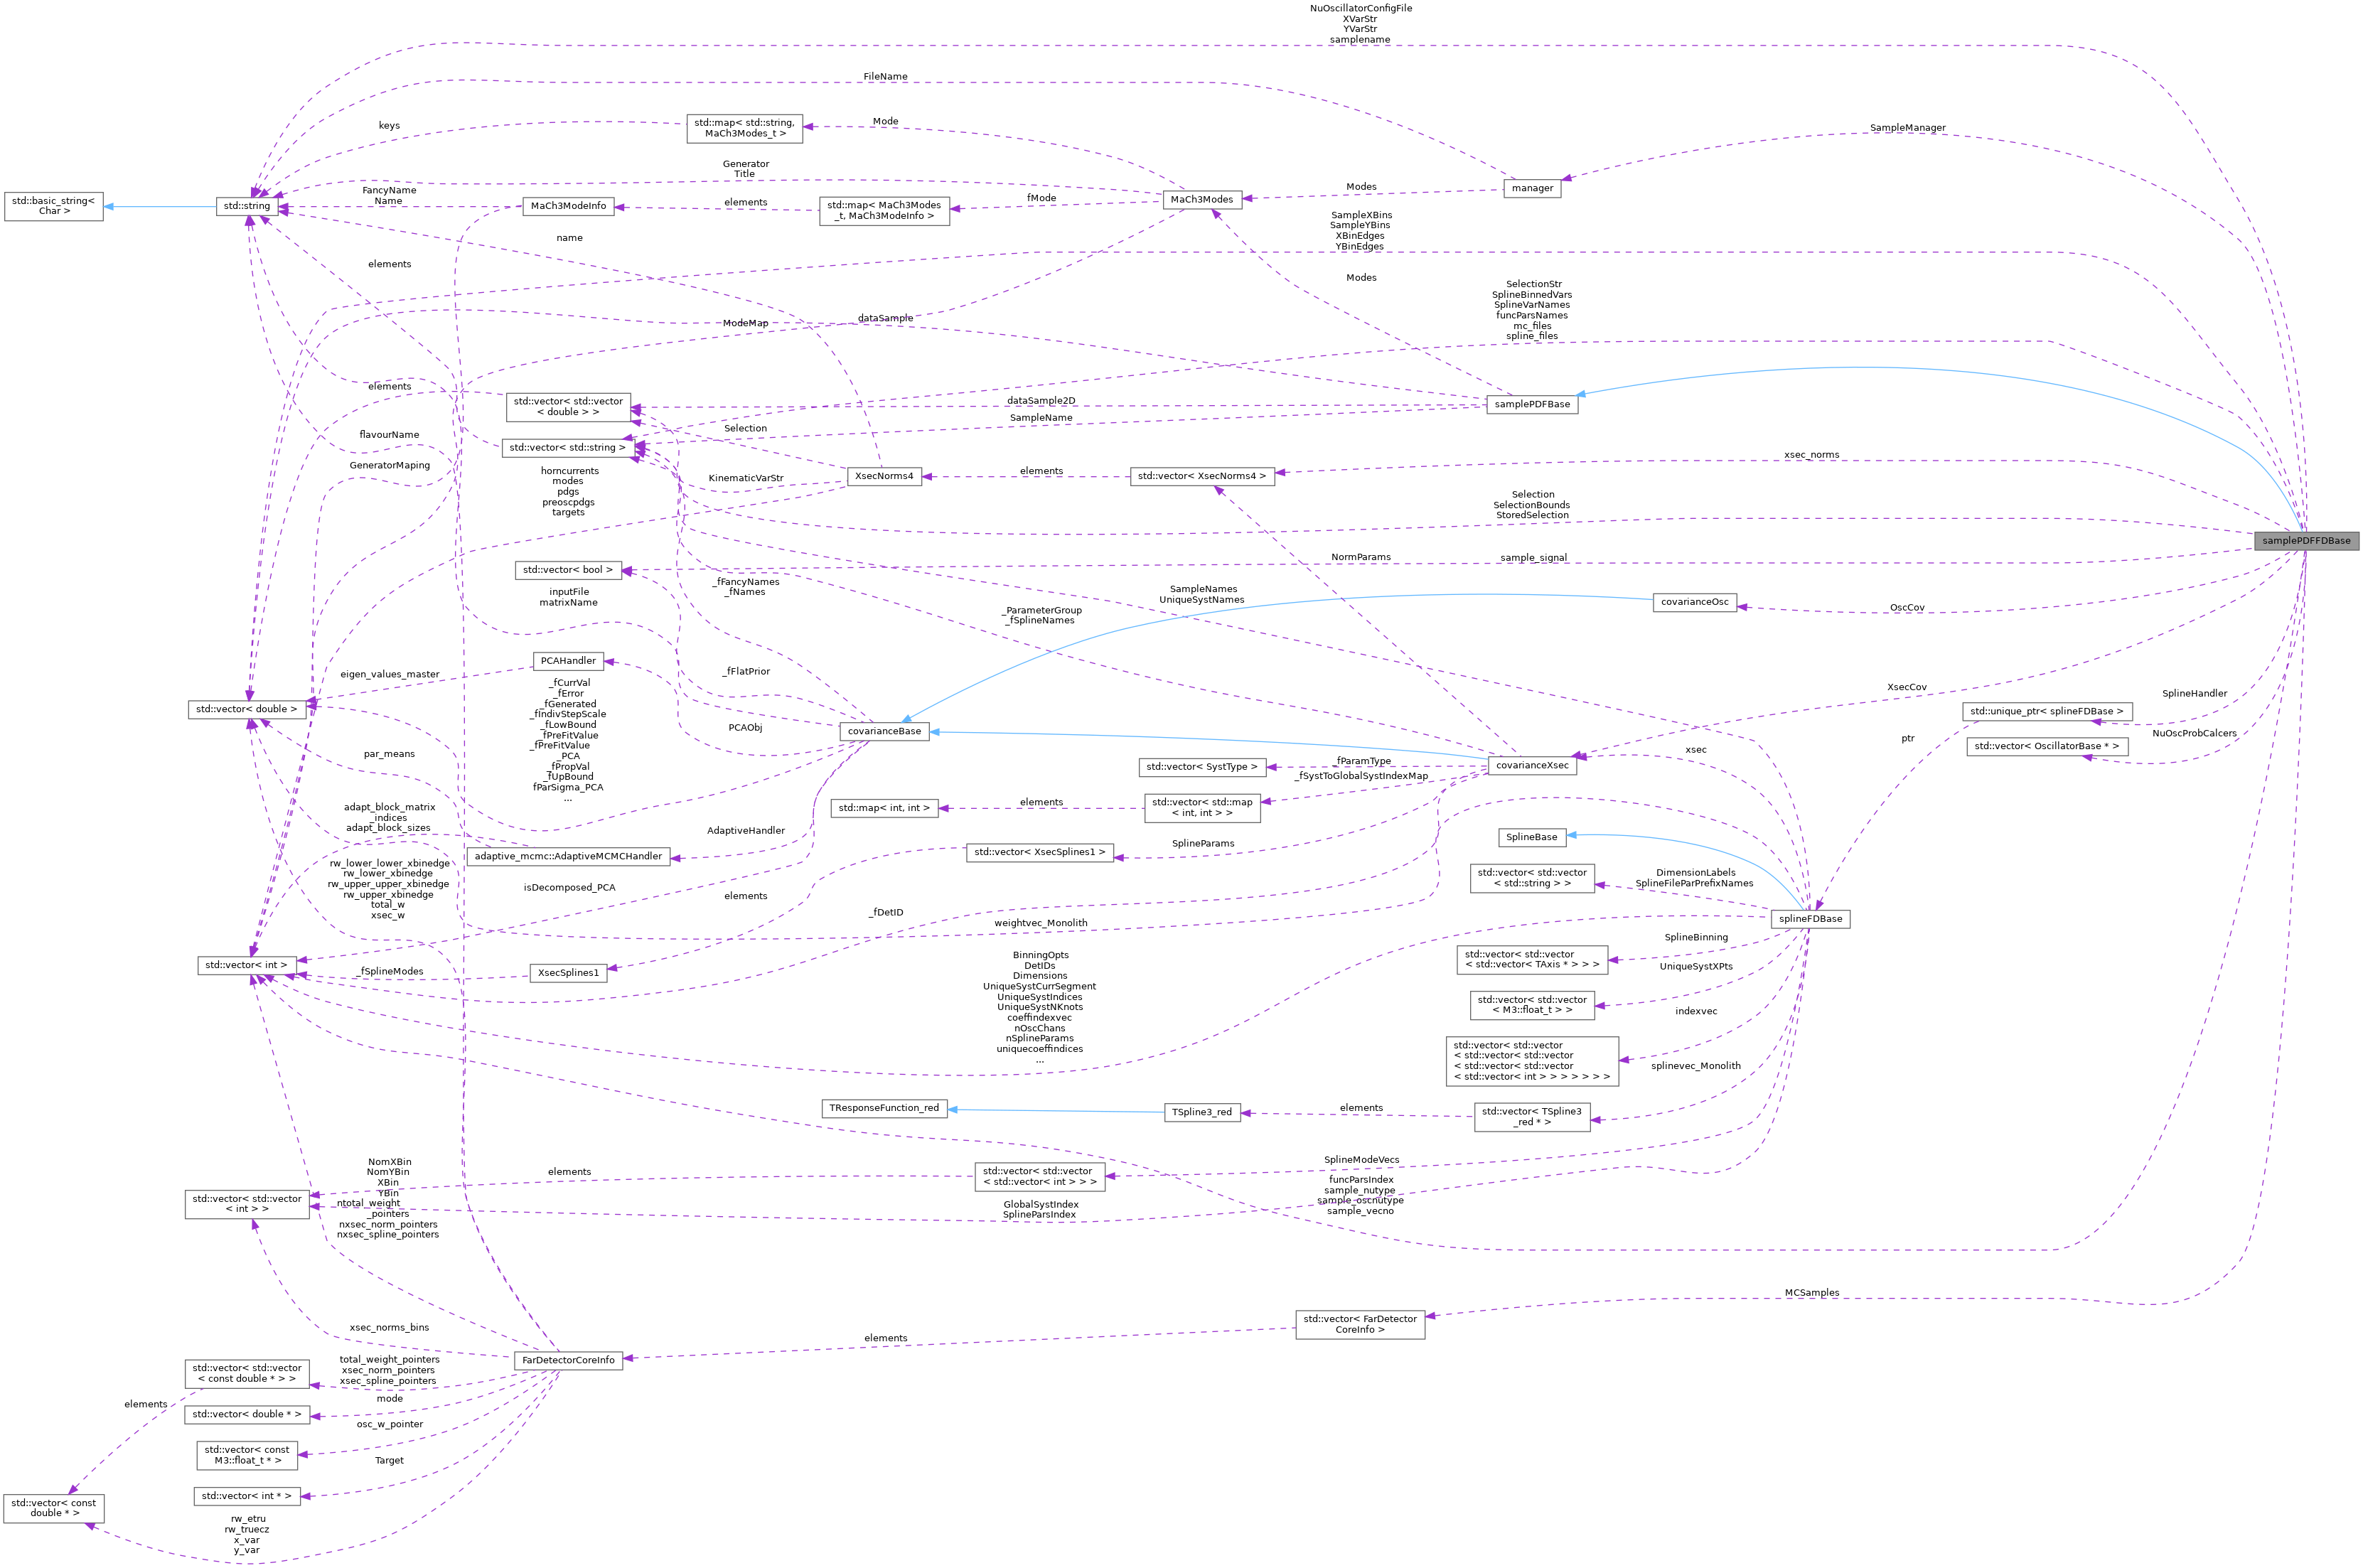 NuOscillatorConfigFile
XVarStr
YVarStr
samplename
FileName
SampleManager
keys
std::map< std::string,
MaCh3Modes_t >
Mode
Generator
Title
manager
Modes
std::basic_string<
Char >
std::string
FancyName
Name
MaCh3ModeInfo
elements
std::map< MaCh3Modes
_t, MaCh3ModeInfo >
fMode
MaCh3Modes
name
SampleXBins
SampleYBins
XBinEdges
YBinEdges
elements
Modes
SelectionStr
SplineBinnedVars
SplineVarNames
funcParsNames
mc_files
spline_files
ModeMap
dataSample
elements
std::vector< std::vector
< double > >
dataSample2D
samplePDFBase
SampleName
flavourName
std::vector< std::string >
Selection
GeneratorMaping
KinematicVarStr
XsecNorms4
elements
std::vector< XsecNorms4 >
xsec_norms
horncurrents
modes
pdgs
preoscpdgs
targets
Selection
SelectionBounds
StoredSelection
samplePDFFDBase
NormParams
sample_signal
std::vector< bool >
_fFancyNames
_fNames
inputFile
matrixName
SampleNames
UniqueSystNames
_ParameterGroup
_fSplineNames
covarianceOsc
OscCov
PCAHandler
eigen_values_master
_fFlatPrior
XsecCov
SplineHandler
_fCurrVal
_fError
_fGenerated
_fIndivStepScale
_fLowBound
_fPreFitValue
_fPreFitValue
_PCA
_fPropVal
_fUpBound
fParSigma_PCA
...
std::vector< double >
PCAObj
covarianceBase
std::unique_ptr< splineFDBase >
NuOscProbCalcers
ptr
std::vector< OscillatorBase * >
xsec
par_means
std::vector< SystType >
_fParamType
covarianceXsec
_fSystToGlobalSystIndexMap
std::map< int, int >
elements
std::vector< std::map
< int, int > >
adapt_block_matrix
_indices
adapt_block_sizes
AdaptiveHandler
SplineBase
adaptive_mcmc::AdaptiveMCMCHandler
std::vector< XsecSplines1 >
SplineParams
rw_lower_lower_xbinedge
rw_lower_xbinedge
rw_upper_upper_xbinedge
rw_upper_xbinedge
total_w
xsec_w
isDecomposed_PCA
elements
std::vector< std::vector
< std::string > >
DimensionLabels
SplineFileParPrefixNames
_fDetID
weightvec_Monolith
splineFDBase
SplineBinning
std::vector< std::vector
< std::vector< TAxis * > > >
std::vector< int >
_fSplineModes
XsecSplines1
BinningOpts
DetIDs
Dimensions
UniqueSystCurrSegment
UniqueSystIndices
UniqueSystNKnots
coeffindexvec
nOscChans
nSplineParams
uniquecoeffindices
...
UniqueSystXPts
std::vector< std::vector
< M3::float_t > >
indexvec
std::vector< std::vector
< std::vector< std::vector
< std::vector< std::vector
< std::vector< int > > > > > > >
splinevec_Monolith
TResponseFunction_red
TSpline3_red
elements
std::vector< TSpline3
_red * >
NomXBin
NomYBin
XBin
YBin
ntotal_weight
_pointers
nxsec_norm_pointers
nxsec_spline_pointers
std::vector< std::vector
< int > >
elements
std::vector< std::vector
< std::vector< int > > >
SplineModeVecs
GlobalSystIndex
SplineParsIndex
funcParsIndex
sample_nutype
sample_oscnutype
sample_vecno
MCSamples
xsec_norms_bins
elements
std::vector< FarDetector
CoreInfo >
FarDetectorCoreInfo
std::vector< std::vector
< const double * > >
total_weight_pointers
xsec_norm_pointers
xsec_spline_pointers
elements
std::vector< double * >
mode
osc_w_pointer
std::vector< const
M3::float_t * >
Target
std::vector< int * >
std::vector< const
double * >
rw_etru
rw_truecz
x_var
y_var